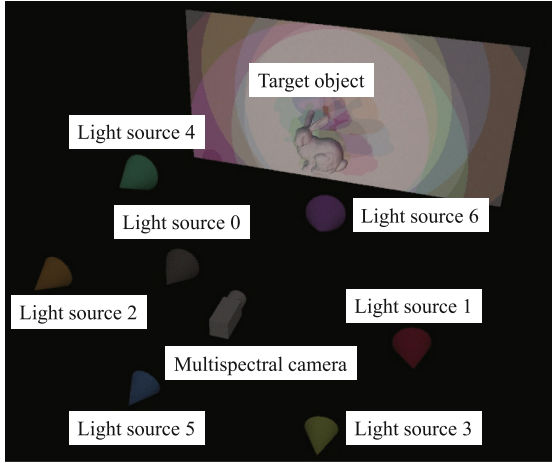 Target object
Light source 4
Light source 0
Light source 6
Light source 2
Light source 1
Multispectral camera
Light source 5
Light source 3